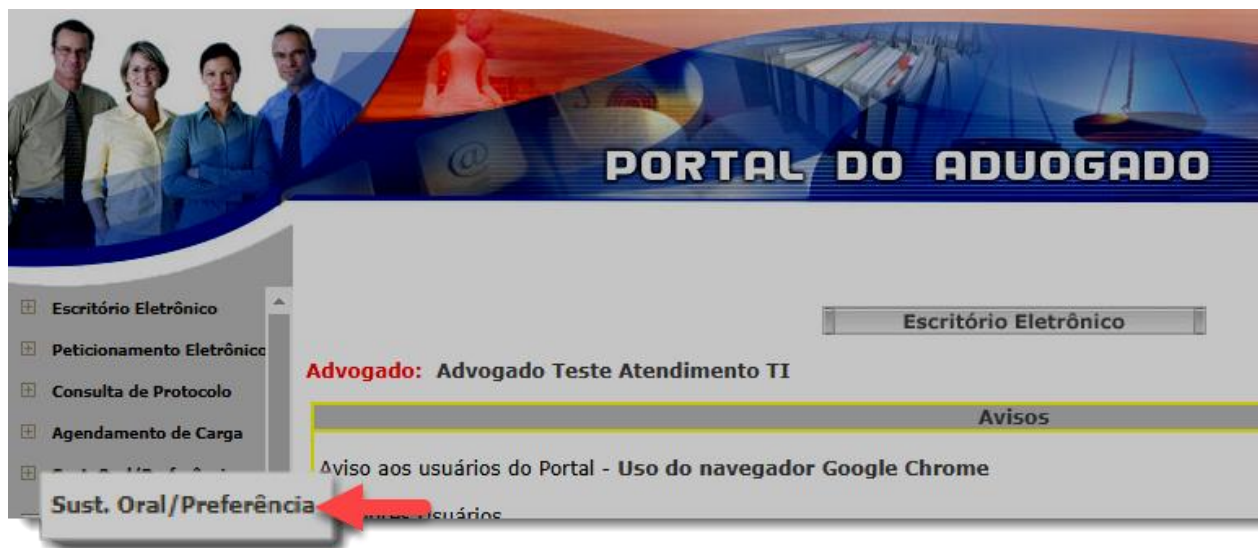 @
PORTAL DO ADVOGADO
Escritório Eletrônico
Peticionamento Eletrônico
Consulta de Protocolo
Agendamento de Carga
Sust. Oral/Preferência
Escritório Eletrônico
Advogado: Advogado Teste Atendimento TI
Avisos
Aviso aos usuários do Portal - Uso do navegador Google Chrome
Usuários